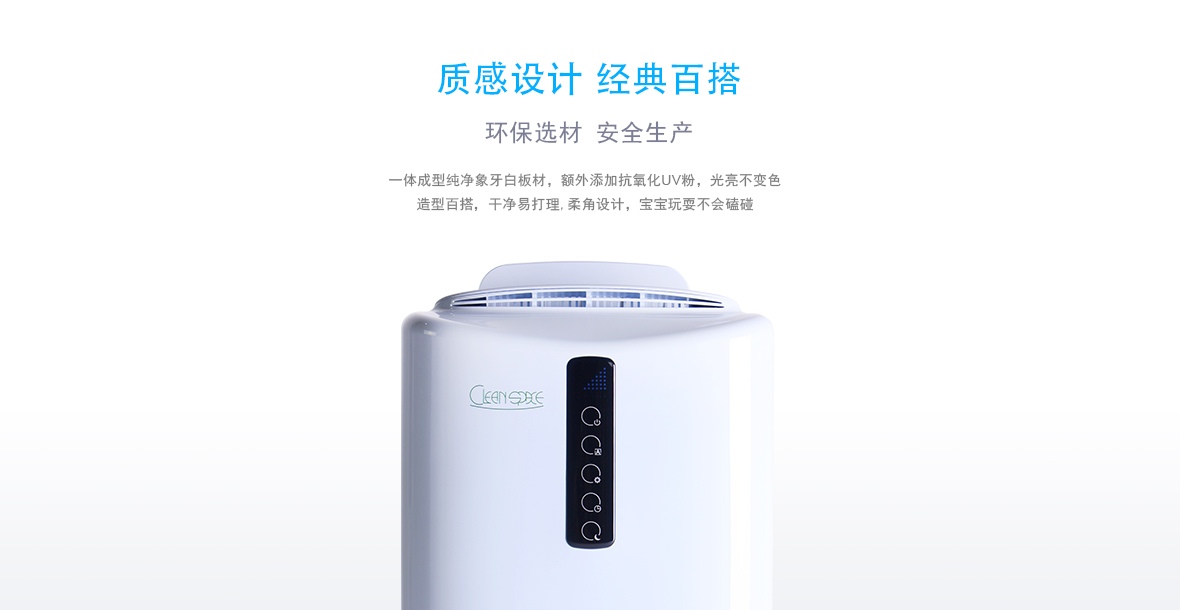 质感设计 经典百搭
环保选材 安全生产
一体成型纯净象牙白板材，额外添加抗氧化UV粉，光亮不变色
造型百搭，干净易打理,柔角设计，宝宝玩耍不会磕碰
CLEAN SPACE